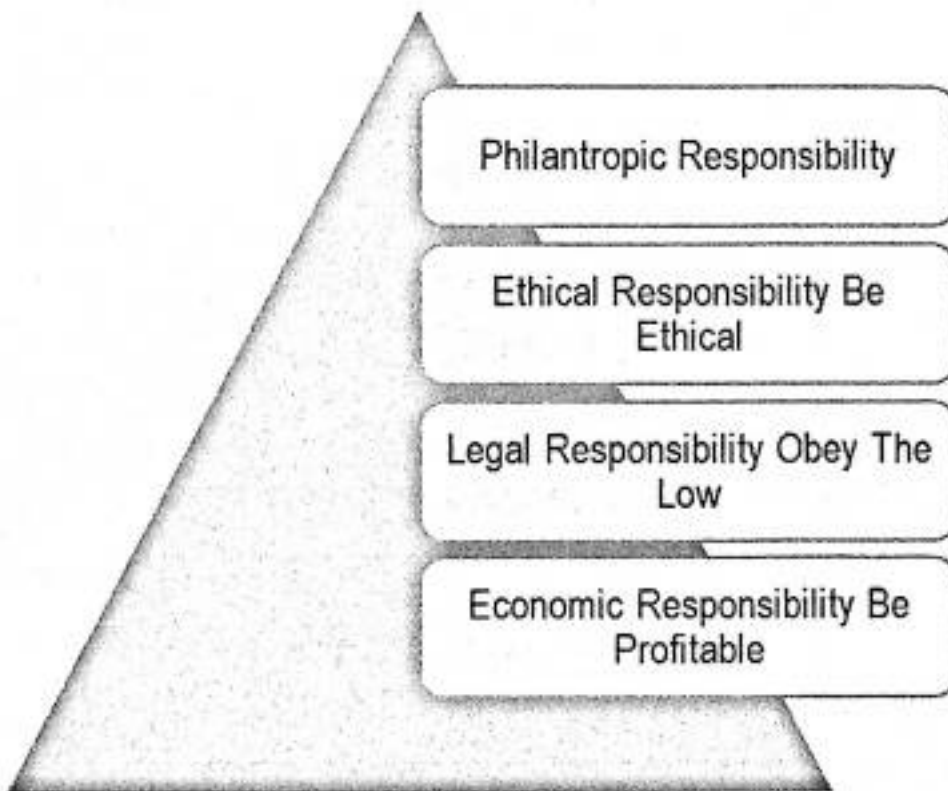 Philantropic Responsibility
Ethical Responsibility Be
Ethical
Legal Responsibility Obey The
Low
Economic Responsibility Be
Profitable